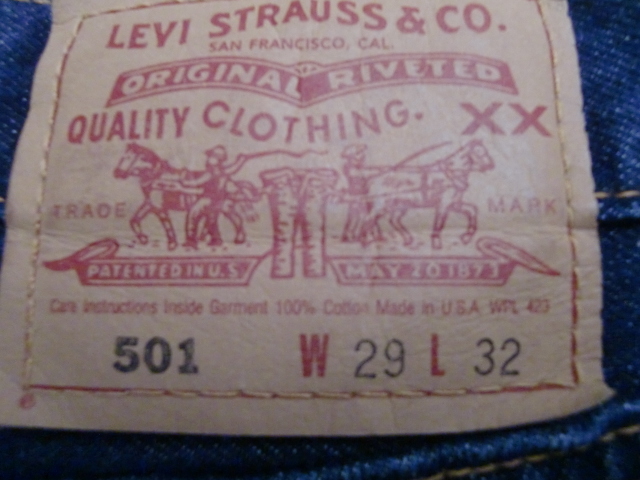 LEVI STRAUSS & CO.
SAN FRANCISCO, CAL.
ORIGINAL RIVETED
QUALITY CLOTHING. XX
TRADE MARK
PATENTED IN U.S. MAY 20 1873
Care Instructions Inside Garment 100% Cotton Made In U.S.A. WPL 423
501 W 29 L 32